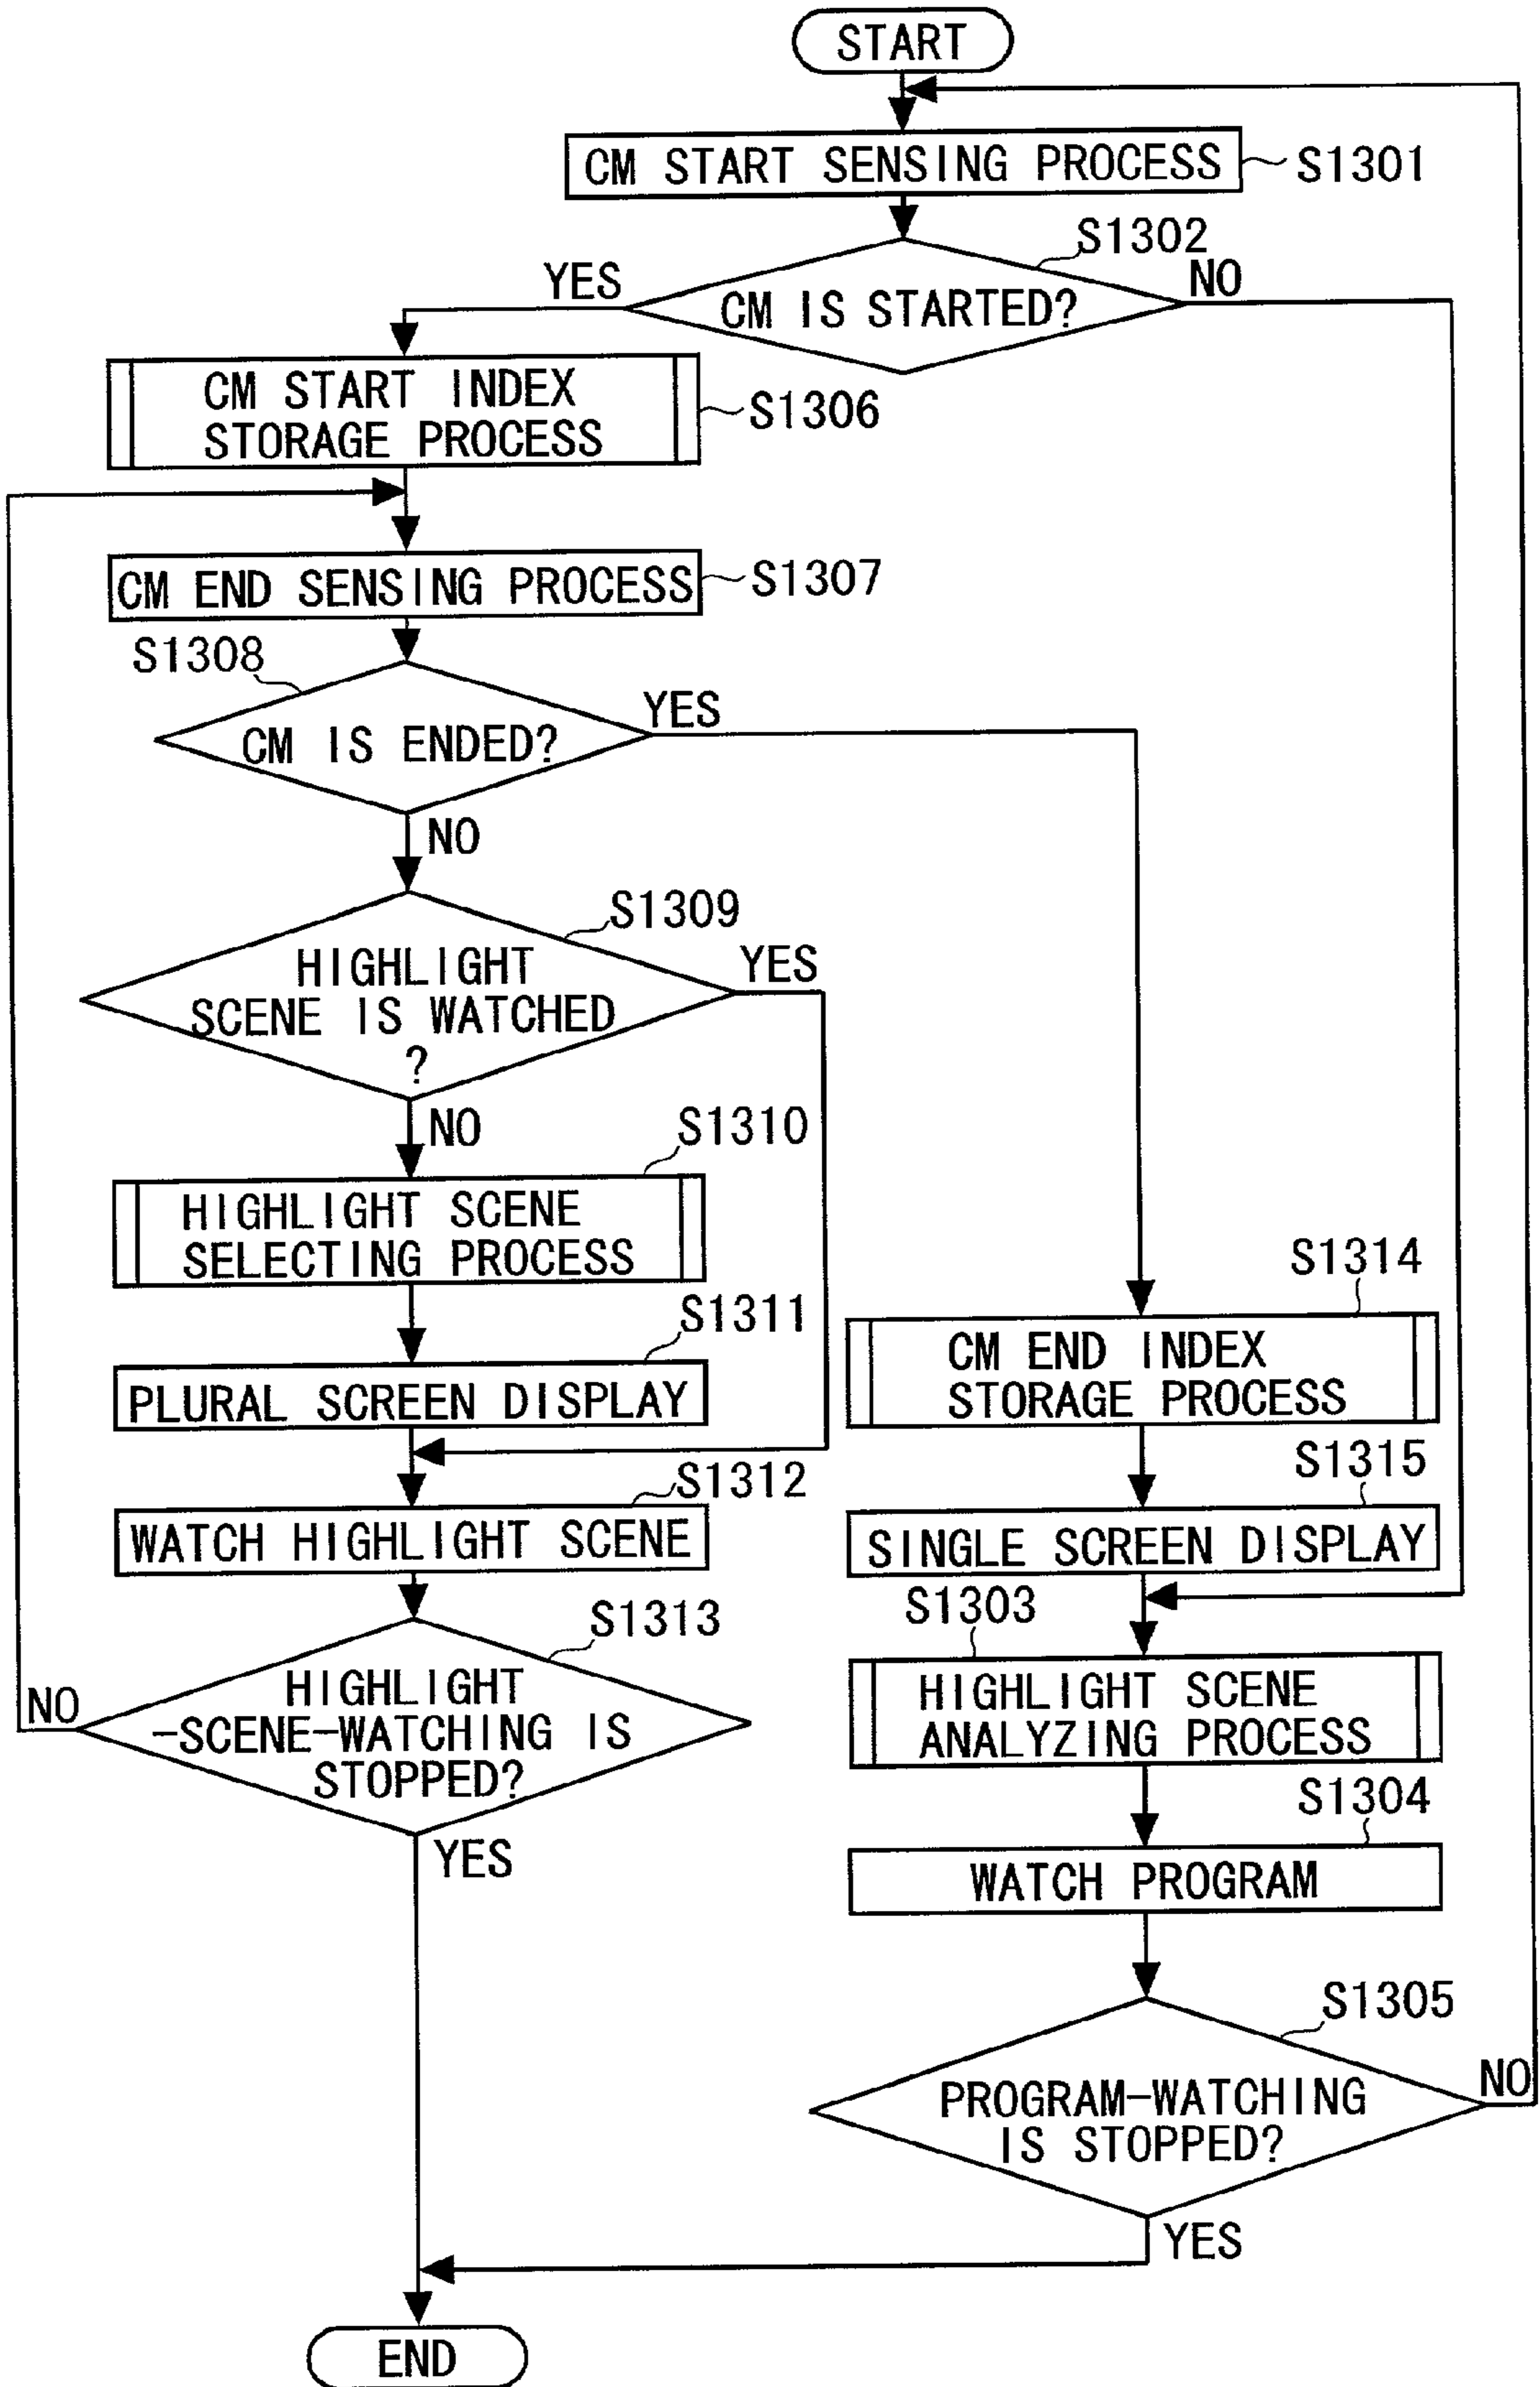 START
CM START SENSING PROCESS
S1301
S1302
YES
CM IS STARTED?
NO
CM START INDEX
STORAGE PROCESS
S1306
CM END SENSING PROCESS
S1307
S1308
CM IS ENDED?
YES
NO
S1309
HIGHLIGHT
SCENE IS WATCHED
?
YES
NO
S1310
HIGHLIGHT SCENE
SELECTING PROCESS
S1311
PLURAL SCREEN DISPLAY
S1312
WATCH HIGHLIGHT SCENE
S1313
HIGHLIGHT
-SCENE-WATCHING IS
STOPPED?
NO
YES
S1314
CM END INDEX
STORAGE PROCESS
S1315
SINGLE SCREEN DISPLAY
S1303
HIGHLIGHT SCENE
ANALYZING PROCESS
S1304
WATCH PROGRAM
S1305
PROGRAM-WATCHING
IS STOPPED?
NO
YES
END